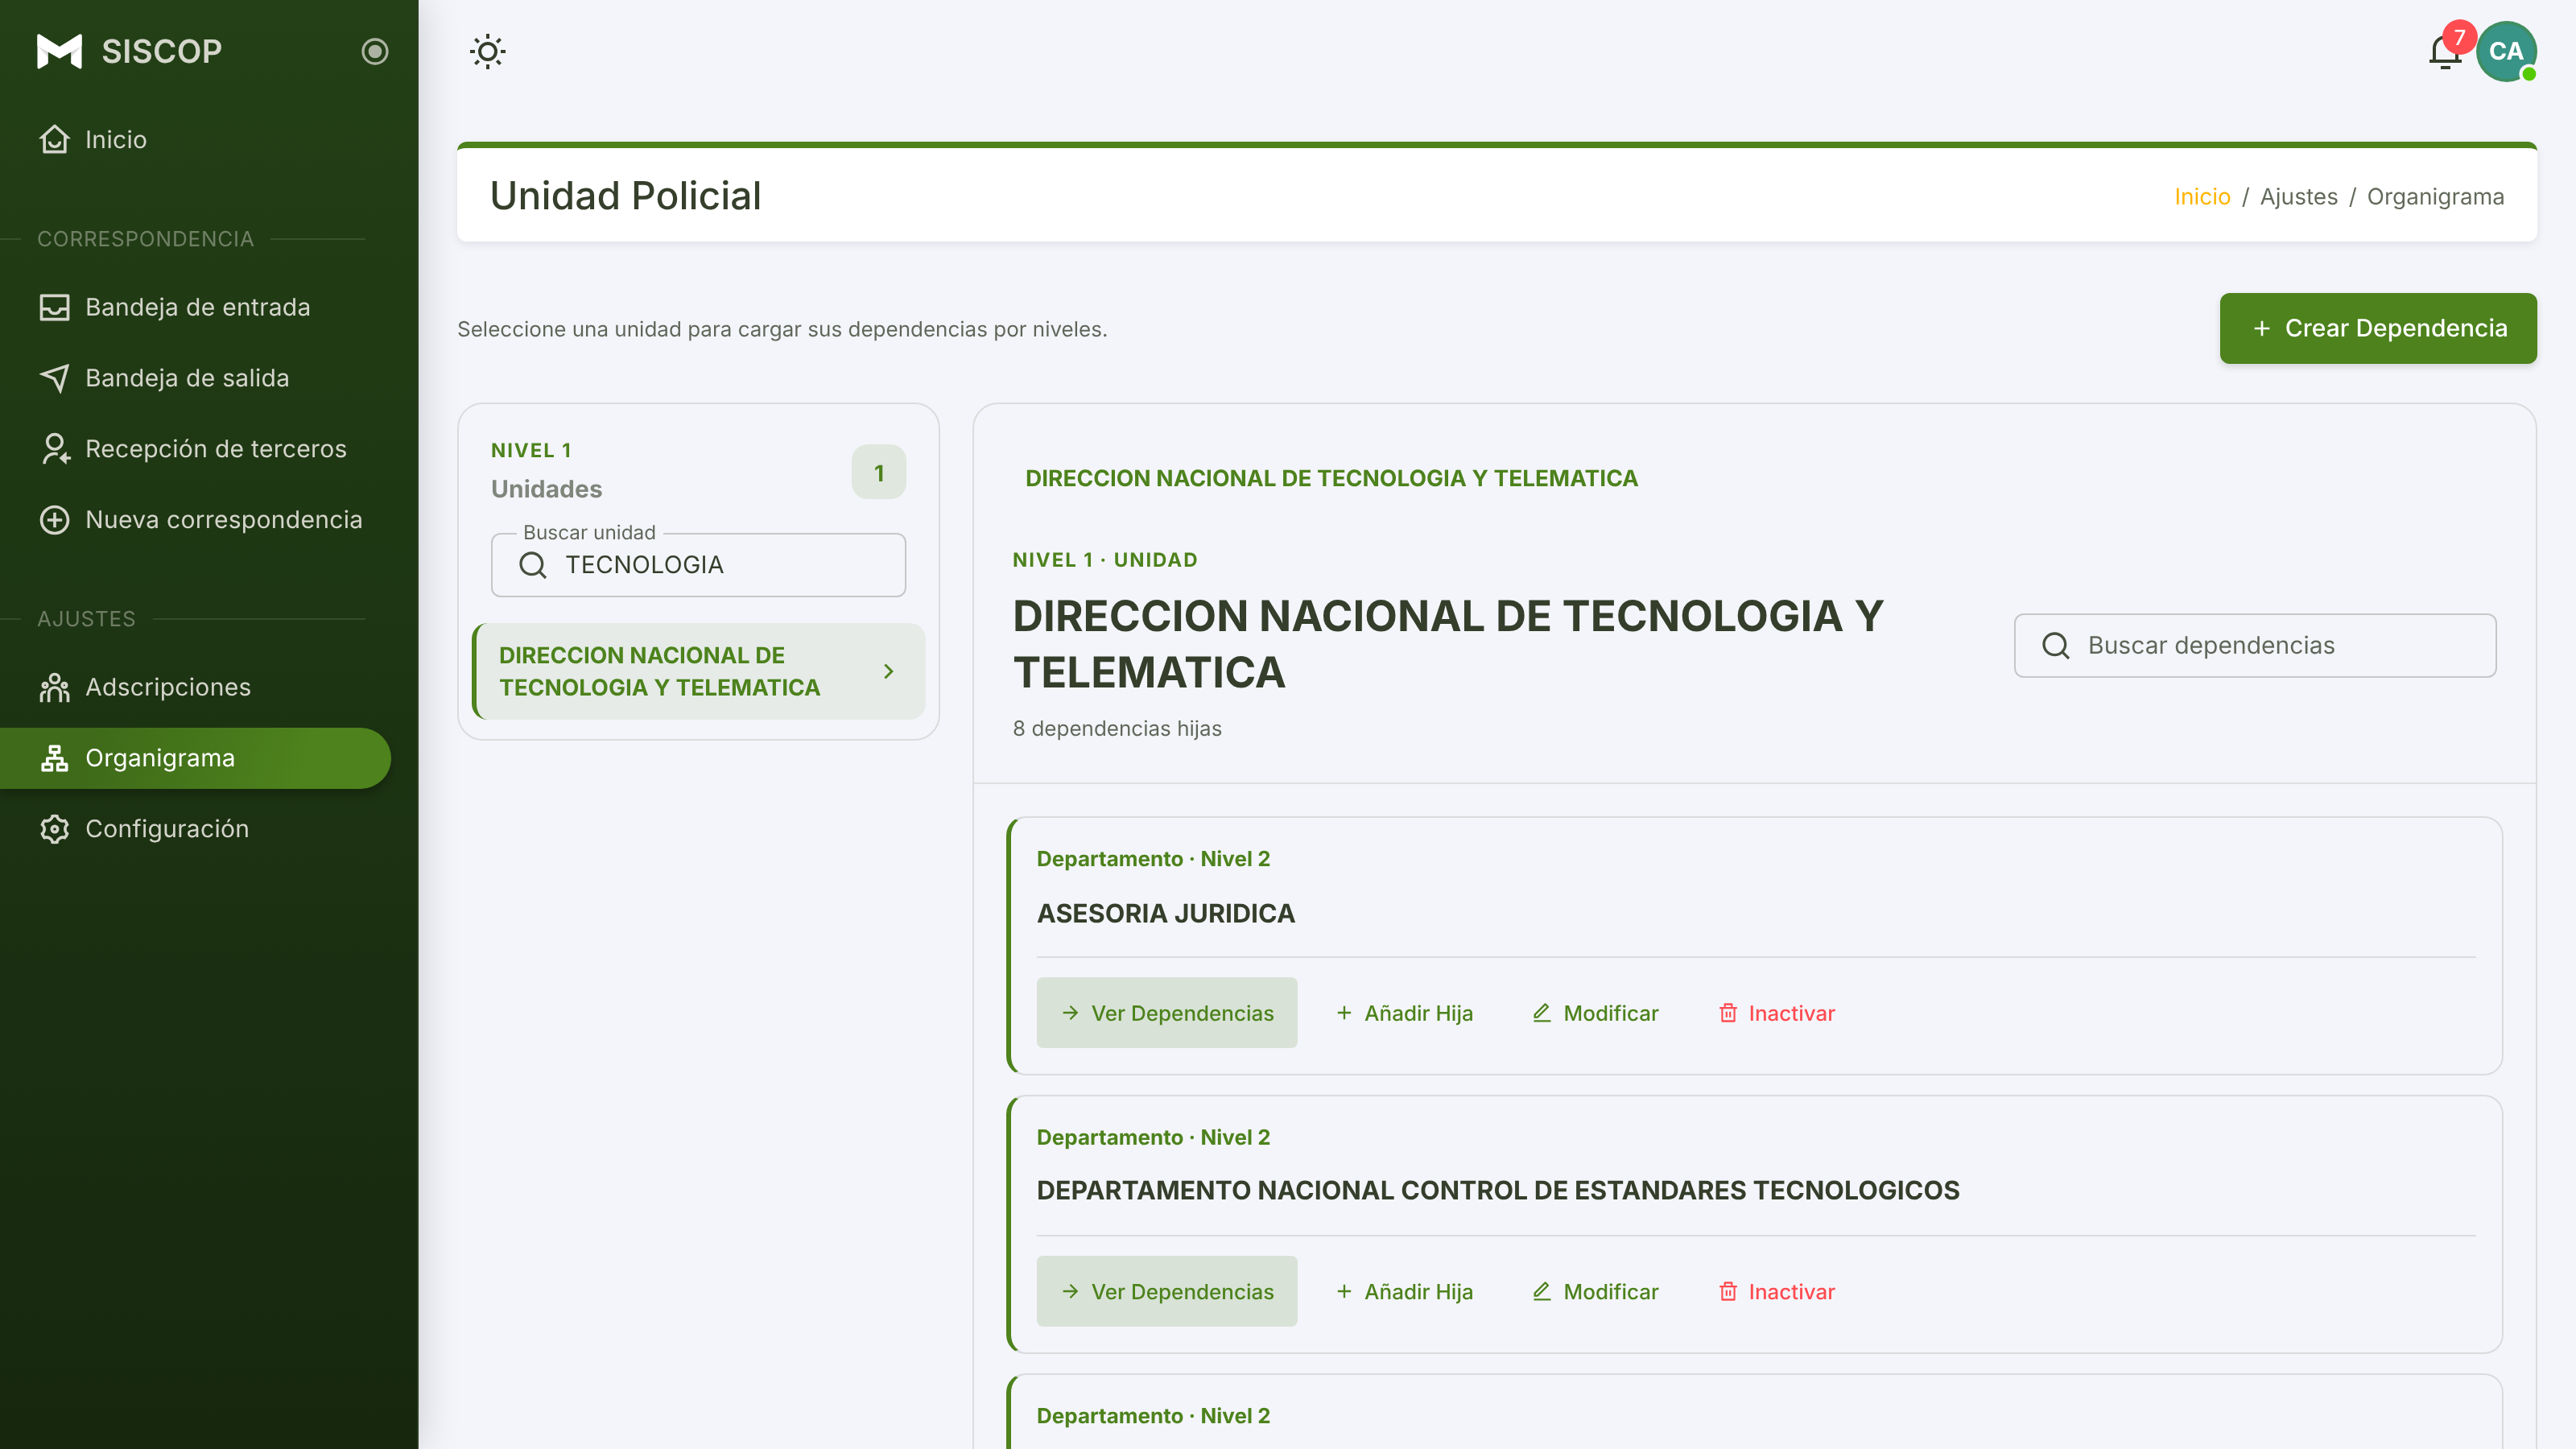 SISCOP
Inicio
CORRESPONDENCIA
Bandeja de entrada
Bandeja de salida
Recepción de terceros
Nueva correspondencia
AJUSTES
Adscripciones
Organigrama
Configuración
7
CA
Unidad Policial
Inicio / Ajustes / Organigrama
Seleccione una unidad para cargar sus dependencias por niveles.
+ Crear Dependencia
NIVEL 1
Unidades
1
Buscar unidad
TECNOLOGIA
DIRECCION NACIONAL DE
TECNOLOGIA Y TELEMATICA
DIRECCION NACIONAL DE TECNOLOGIA Y TELEMATICA
NIVEL 1 · UNIDAD
DIRECCION NACIONAL DE TECNOLOGIA Y
TELEMATICA
8 dependencias hijas
Buscar dependencias
Departamento · Nivel 2
ASESORIA JURIDICA
Ver Dependencias + Añadir Hija Modificar Inactivar
Departamento · Nivel 2
DEPARTAMENTO NACIONAL CONTROL DE ESTANDARES TECNOLOGICOS
Ver Dependencias + Añadir Hija Modificar Inactivar
Departamento · Nivel 2